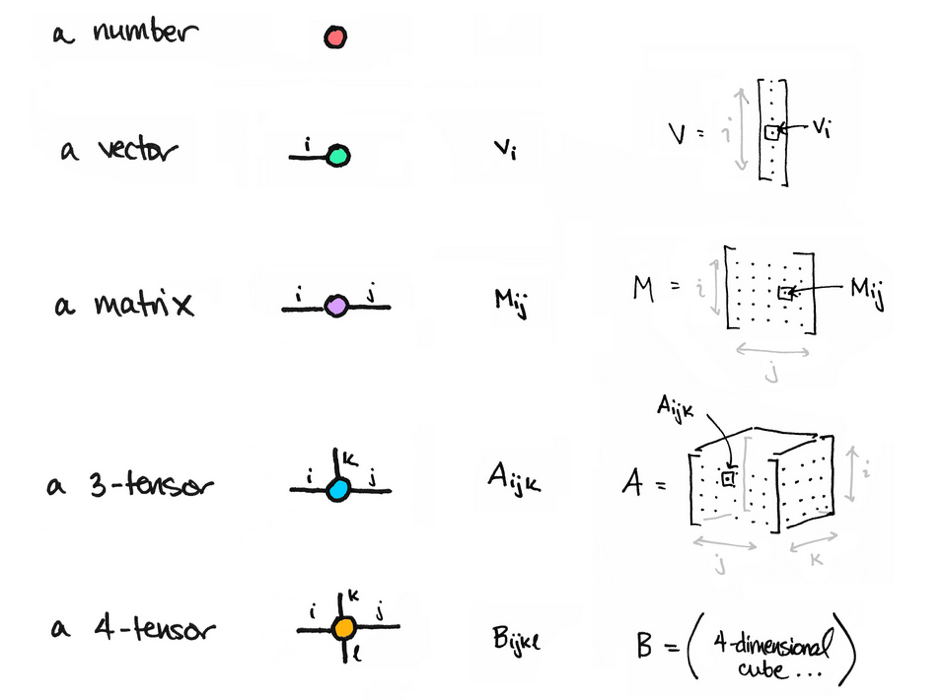 a number
a vector
i
vᵢ
V = i vᵢ
a matrix
i j
Mᵢⱼ
M = i Mᵢⱼ
j
Aijk
a 3-tensor
i k j
Aijk
A = i
j k
a 4-tensor
i k j
l
Bijkl
B = ( 4-dimensional
cube... )